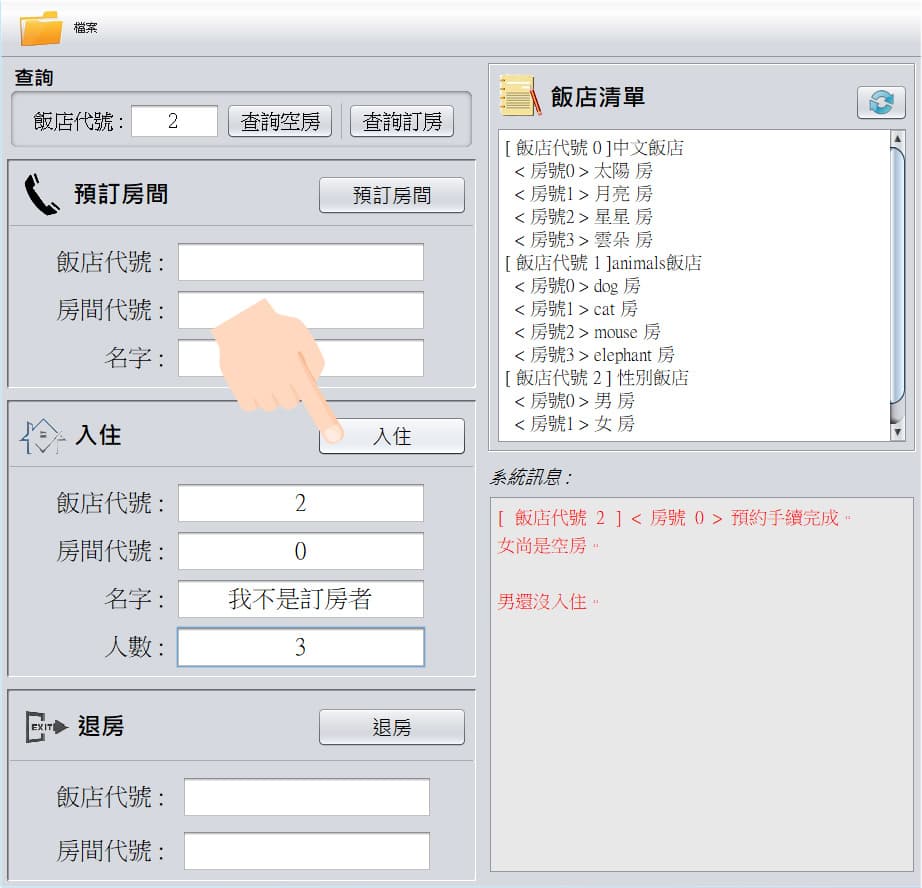 檔案
查詢
飯店代號 : 2 查詢空房 查詢訂房
預訂房間 預訂房間
飯店代號 :
房間代號 :
名字 :
入住 入住
飯店代號 : 2
房間代號 : 0
名字 : 我不是訂房者
人數 : 3
EXIT 退房 退房
飯店代號 :
房間代號 :
飯店清單
[ 飯店代號 0 ]中文飯店
< 房號0 > 太陽 房
< 房號1 > 月亮 房
< 房號2 > 星星 房
< 房號3 > 雲朵 房
[ 飯店代號 1 ]animals飯店
< 房號0 > dog 房
< 房號1 > cat 房
< 房號2 > mouse 房
< 房號3 > elephant 房
[ 飯店代號 2 ] 性別飯店
< 房號0 > 男 房
< 房號1 > 女 房
系統訊息 :
[ 飯店代號 2 ] < 房號 0 > 預約手續完成。
女尚是空房。
男還沒入住。